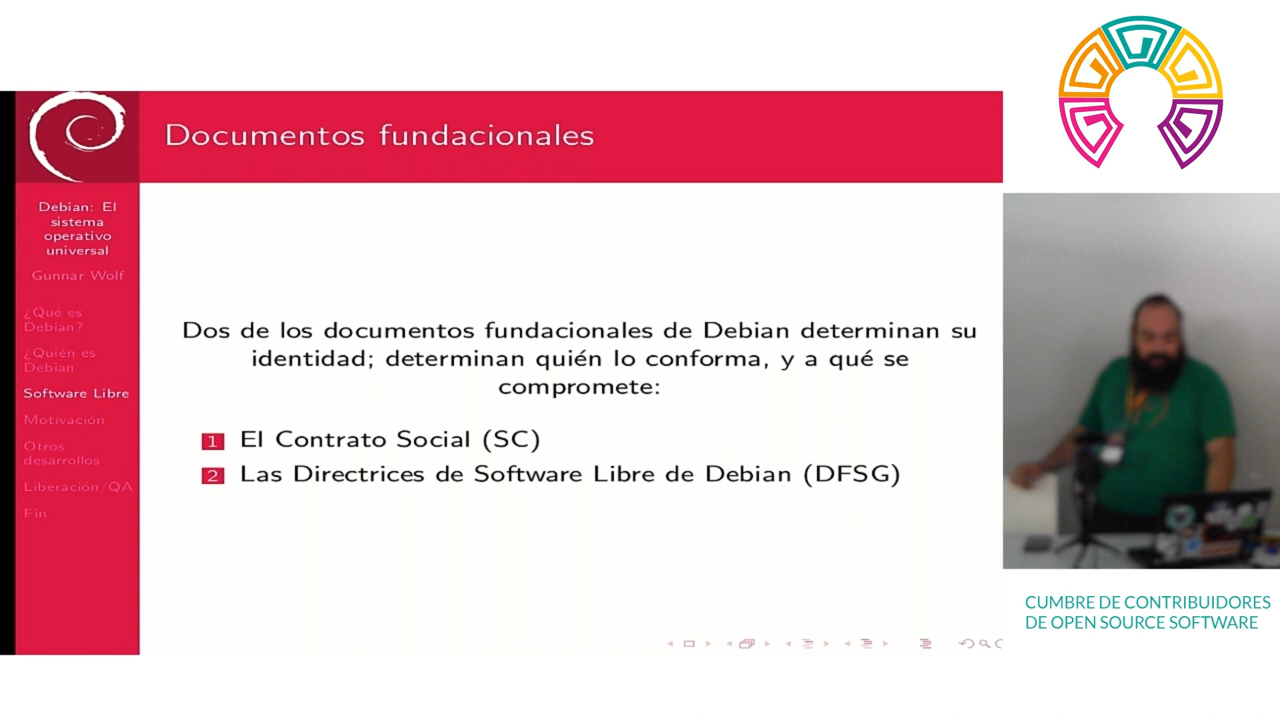 Documentos fundacionales
Debian: El
sistema
operativo
universal
Gunnar Wolf
¿Qué es
Debian?
¿Quién es
Debian
Software Libre
Motivación
Otros
desarrollos
Liberación/QA
Fin
Dos de los documentos fundacionales de Debian determinan su
identidad; determinan quién lo conforma, y a qué se
compromete:
1 El Contrato Social (SC)
2 Las Directrices de Software Libre de Debian (DFSG)
CUMBRE DE CONTRIBUIDORES
DE OPEN SOURCE SOFTWARE